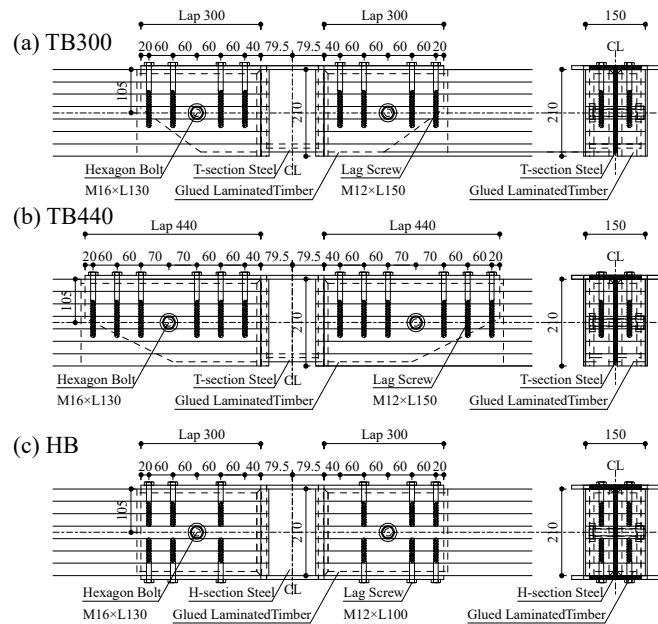 Lap 300 Lap 300 150
(a) TB300
20 60 60 60 60 40 79.5 79.5 40 60 60 60 60 20 CL
105
210
210
Hexagon Bolt T-section Steel CL Lag Screw T-section Steel
M16×L130 Glued LaminatedTimber M12×L150 Glued LaminatedTimber
(b) TB440
Lap 440 Lap 440 150
20 60 60 70 70 60 60 40 79.5 79.5 40 60 60 70 70 60 60 20 CL
105
210
210
Hexagon Bolt T-section Steel CL Lag Screw T-section Steel
M16×L130 Glued LaminatedTimber M12×L150 Glued LaminatedTimber
(c) HB
Lap 300 Lap 300 150
20 60 60 60 60 40 79.5 79.5 40 60 60 60 60 20 CL
105
210
210
Hexagon Bolt H-section Steel CL Lag Screw H-section Steel
M16×L130 Glued LaminatedTimber M12×L100 Glued LaminatedTimber